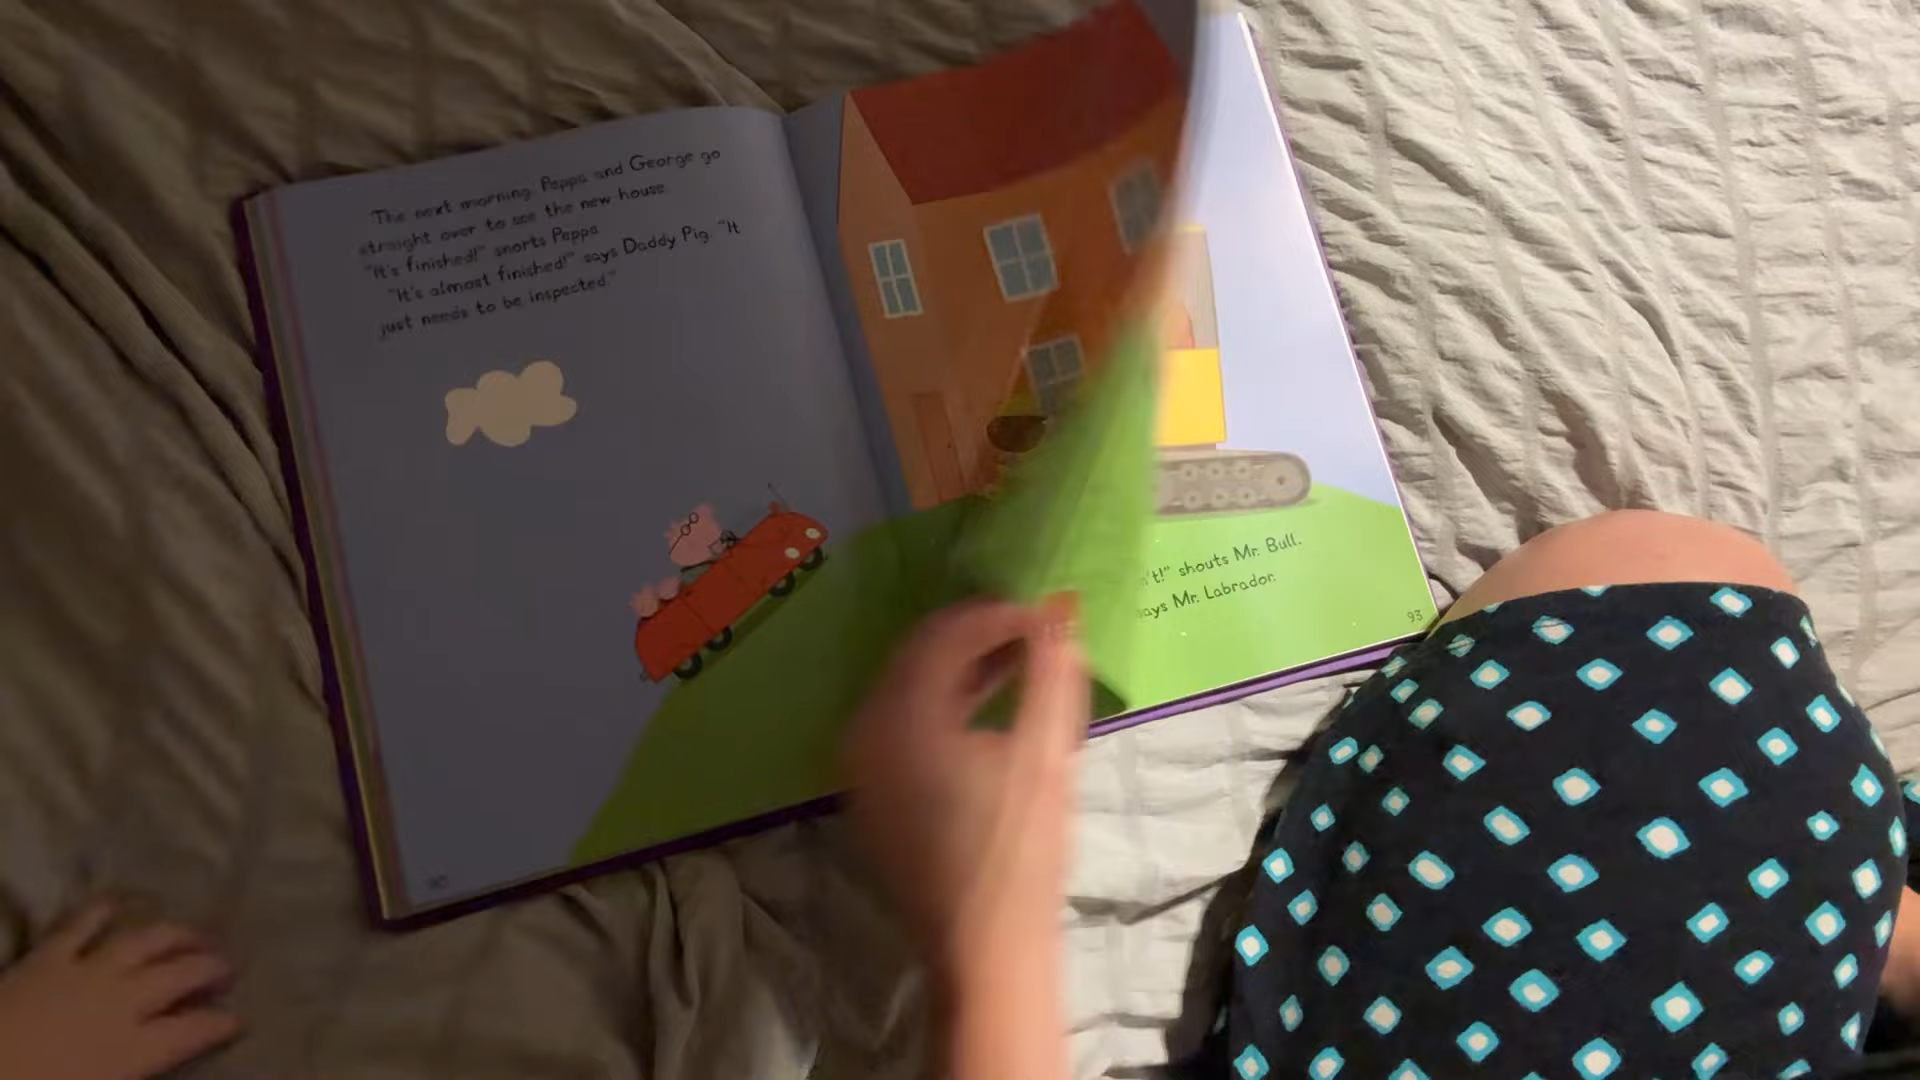 The next morning, Peppa and George go
straight over to see the new house.
"It's finished!" snorts Peppa.
"It's almost finished!" says Daddy Pig. "It
just needs to be inspected."
n't!" shouts Mr. Bull.
says Mr. Labrador.
93